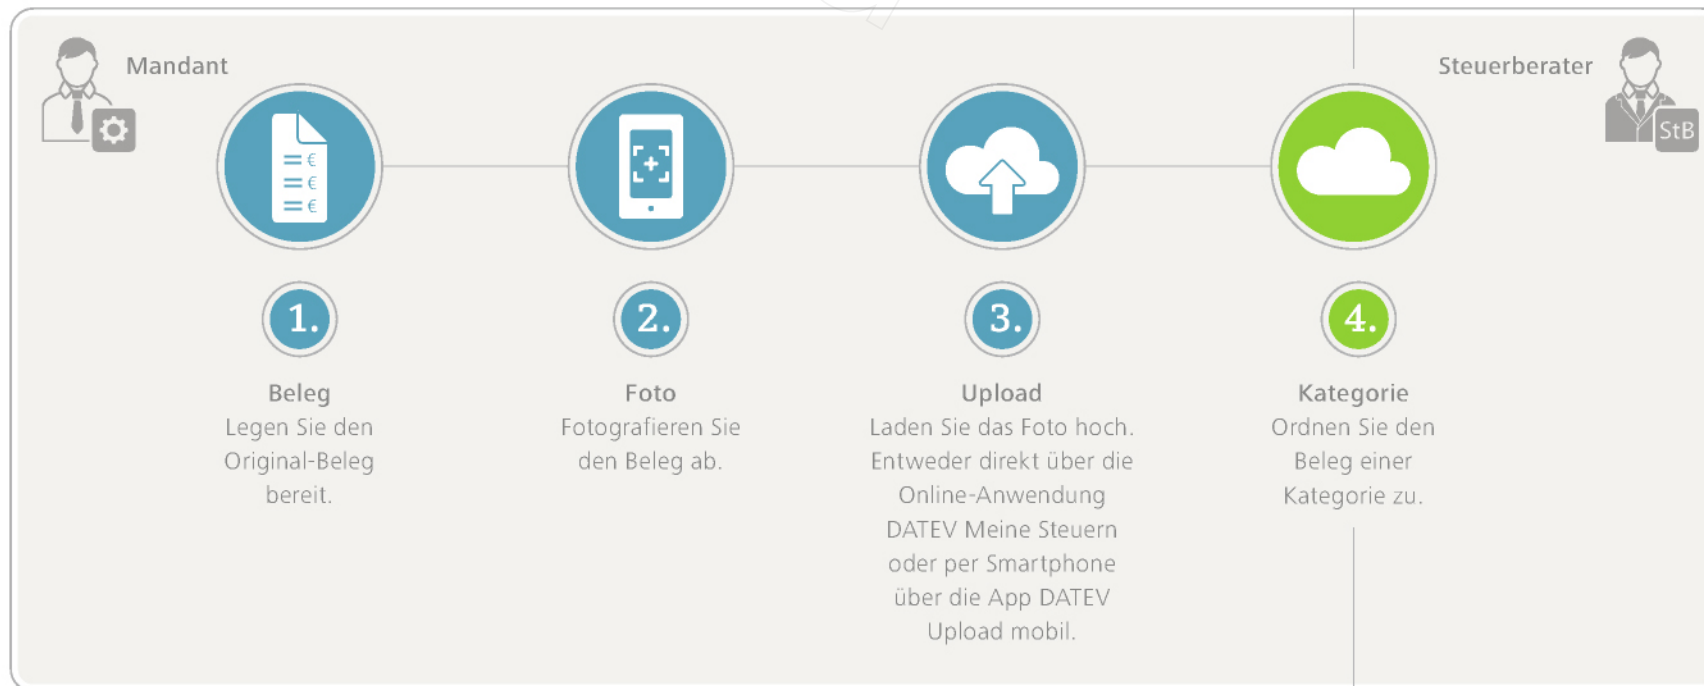 Mandant
Steuerberater
StB
= €
= €
= €
1.
Beleg
Legen Sie den
Original-Beleg
bereit.
2.
Foto
Fotografieren Sie
den Beleg ab.
3.
Upload
Laden Sie das Foto hoch.
Entweder direkt über die
Online-Anwendung
DATEV Meine Steuern
oder per Smartphone
über die App DATEV
Upload mobil.
4.
Kategorie
Ordnen Sie den
Beleg einer
Kategorie zu.